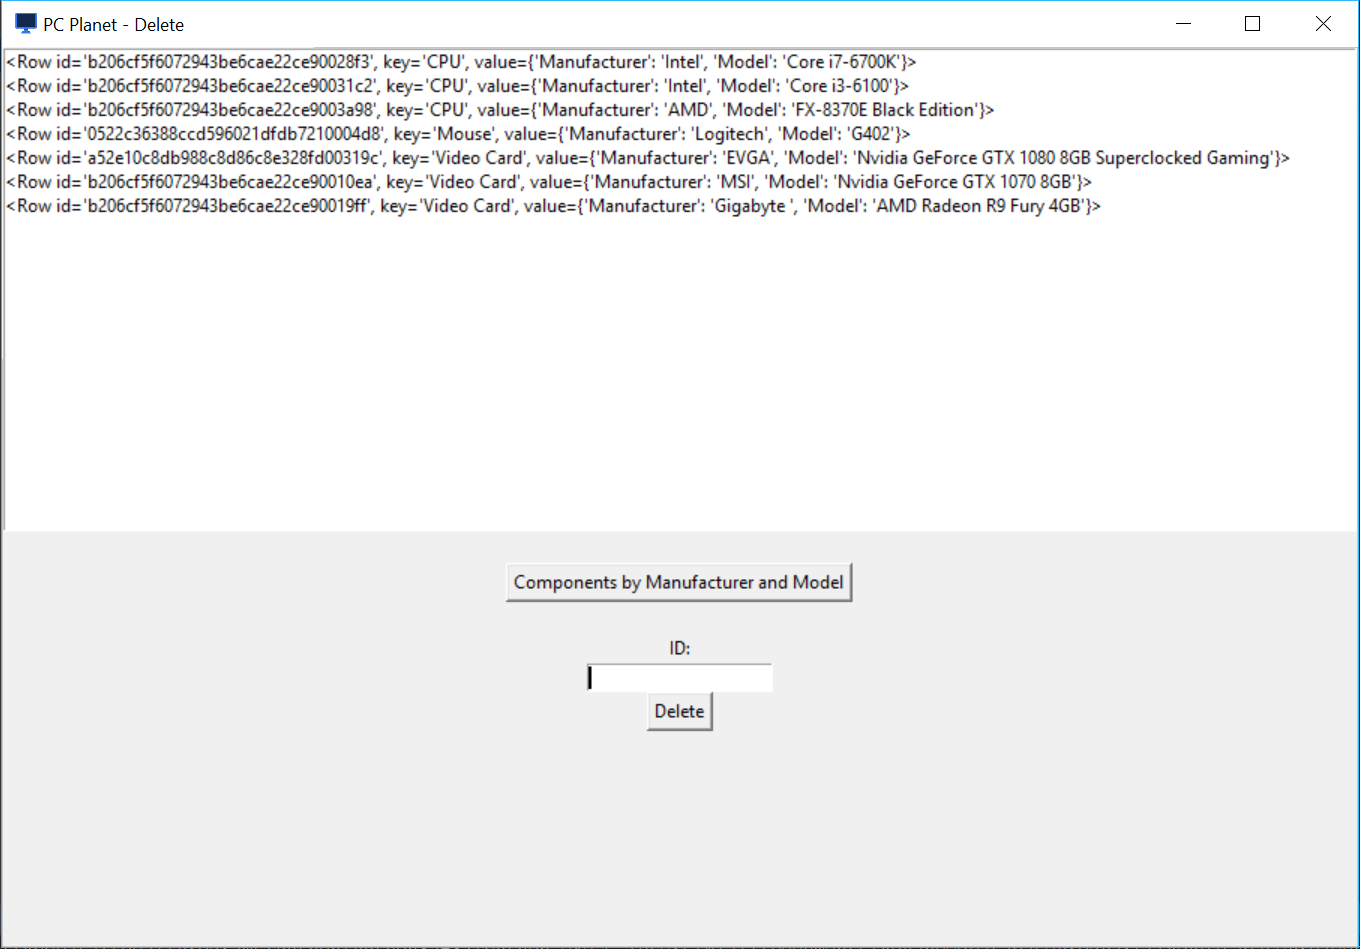 PC Planet - Delete
<Row id='b206cf5f6072943be6cae22ce90028f3', key='CPU', value={'Manufacturer': 'Intel', 'Model': 'Core i7-6700K'}>
<Row id='b206cf5f6072943be6cae22ce90031c2', key='CPU', value={'Manufacturer': 'Intel', 'Model': 'Core i3-6100'}>
<Row id='b206cf5f6072943be6cae22ce9003a98', key='CPU', value={'Manufacturer': 'AMD', 'Model': 'FX-8370E Black Edition'}>
<Row id='0522c36388ccd596021dfdb7210004d8', key='Mouse', value={'Manufacturer': 'Logitech', 'Model': 'G402'}>
<Row id='a52e10c8db988c8d86c8e328fd00319c', key='Video Card', value={'Manufacturer': 'EVGA', 'Model': 'Nvidia GeForce GTX 1080 8GB Superclocked Gaming'}>
<Row id='b206cf5f6072943be6cae22ce90010ea', key='Video Card', value={'Manufacturer': 'MSI', 'Model': 'Nvidia GeForce GTX 1070 8GB'}>
<Row id='b206cf5f6072943be6cae22ce90019ff', key='Video Card', value={'Manufacturer': 'Gigabyte ', 'Model': 'AMD Radeon R9 Fury 4GB'}>
Components by Manufacturer and Model
ID:
Delete